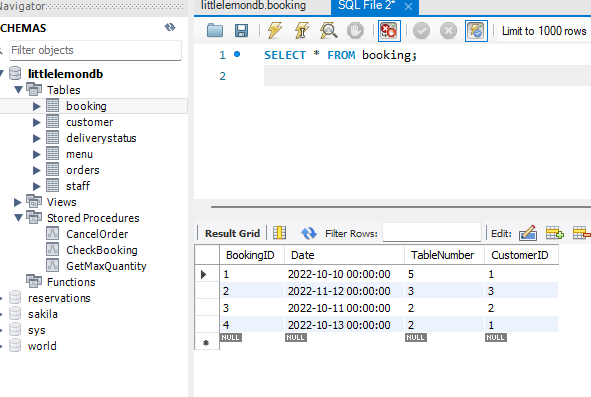 littlelemondb.booking SQL File 2* ×
SCHEMAS
Filter objects
littlelemondb
Tables
booking
customer
deliverystatus
menu
orders
staff
Views
Stored Procedures
CancelOrder
CheckBooking
GetMaxQuantity
Functions
reservations
sakila
sys
world
Limit to 1000 rows
1 SELECT * FROM booking;
2
Result Grid Filter Rows: Edit:
BookingID Date TableNumber CustomerID
1 2022-10-10 00:00:00 5 1
2 2022-11-12 00:00:00 3 3
3 2022-10-11 00:00:00 2 2
4 2022-10-13 00:00:00 2 1
NULL NULL NULL NULL